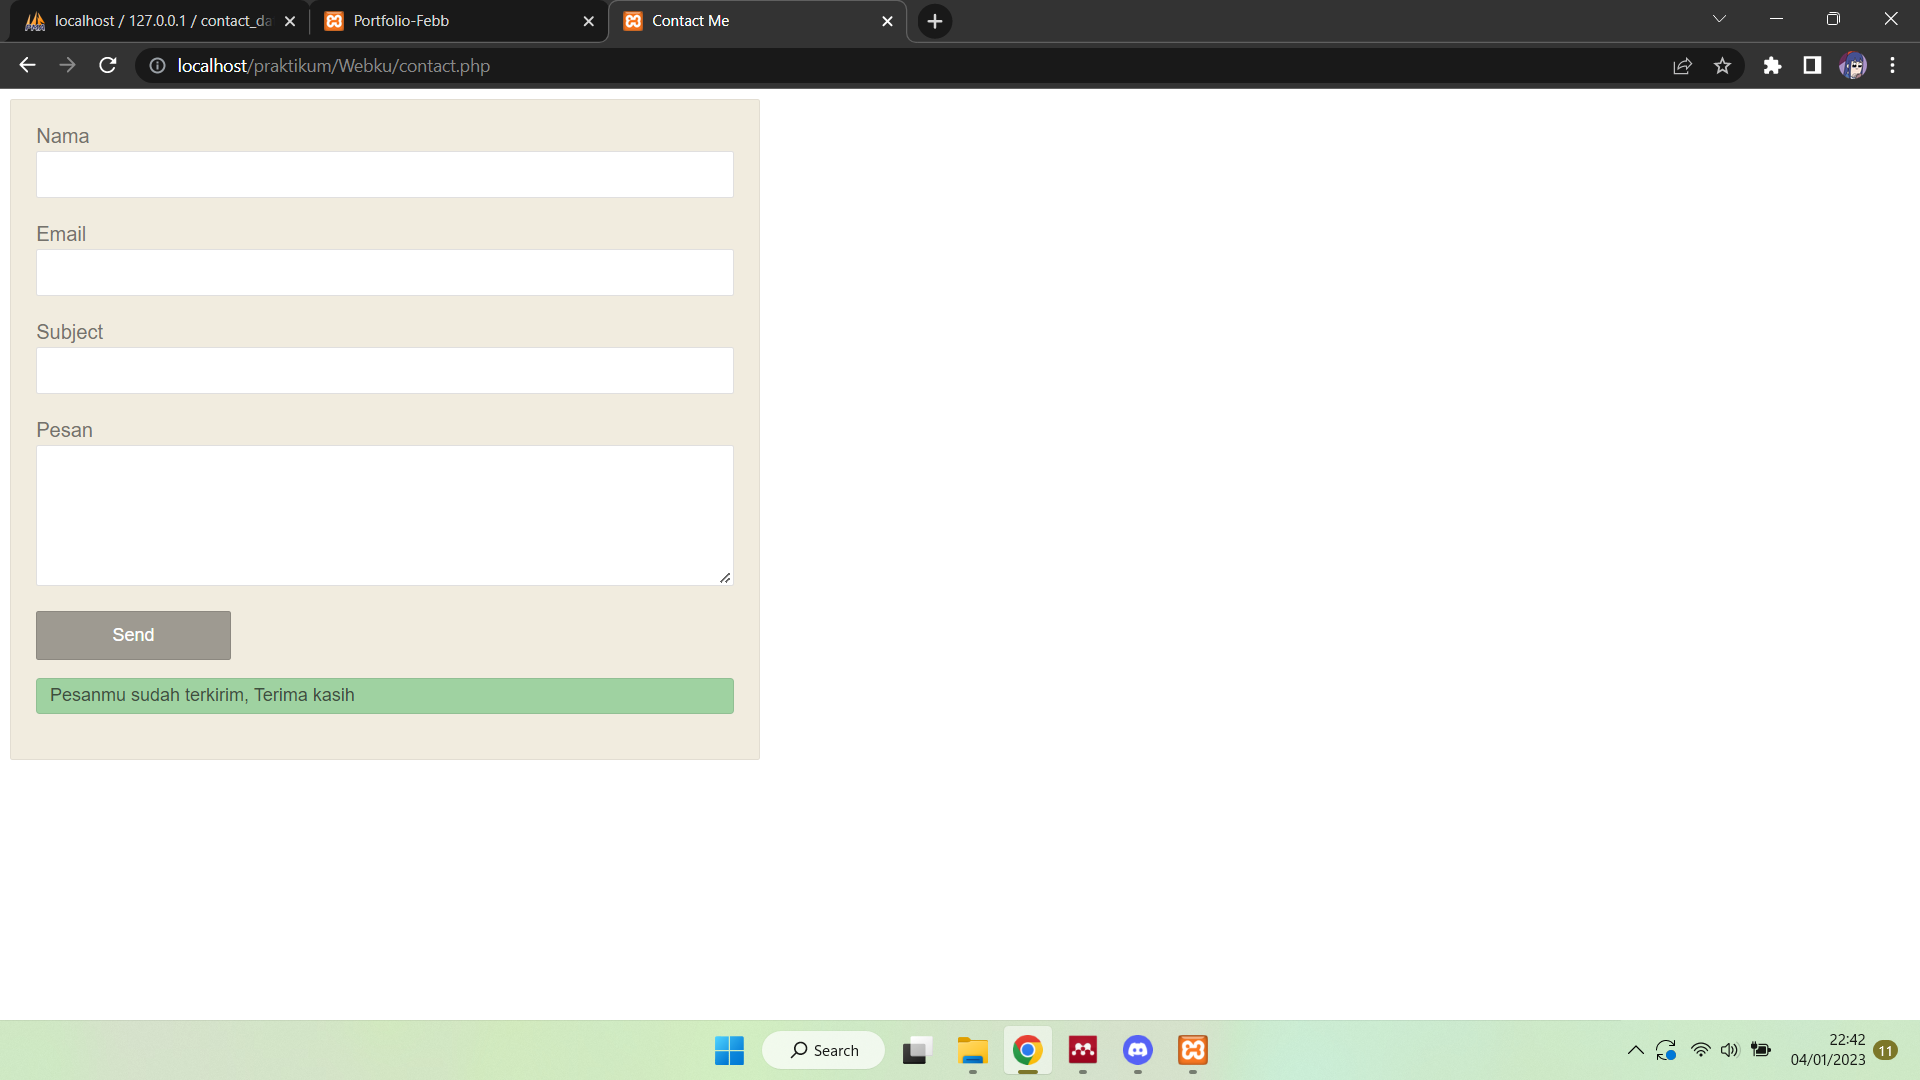 localhost / 127.0.0.1 / contact_da
Portfolio-Febb
Contact Me
localhost/praktikum/Webku/contact.php
Nama
Email
Subject
Pesan
Send
Pesanmu sudah terkirim, Terima kasih
Search
22:42
04/01/2023
11